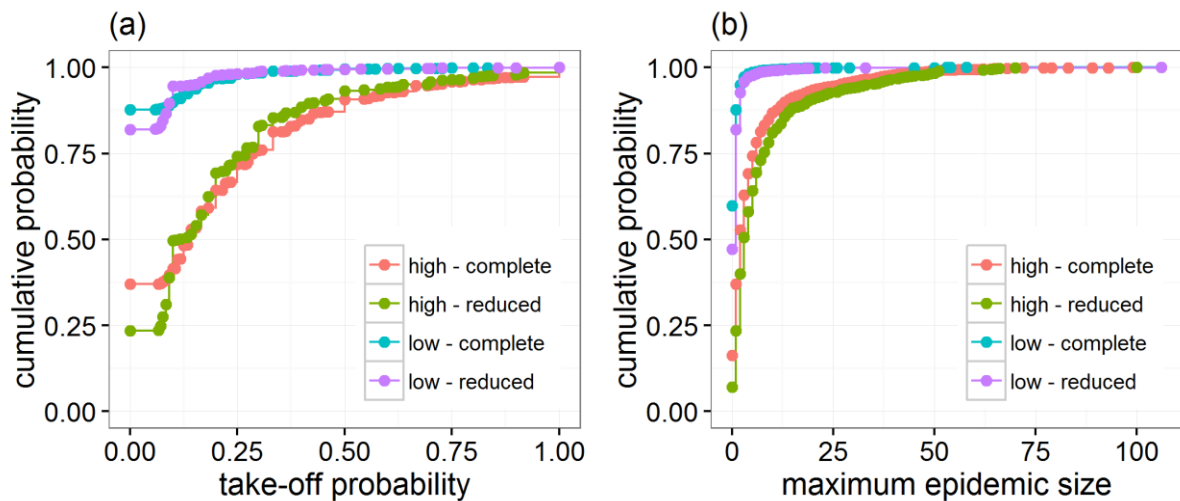 (a)
cumulative probability
1.00
0.75
0.50
0.25
0.00
high - complete
high - reduced
low - complete
low - reduced
0.00 0.25 0.50 0.75 1.00
take-off probability
(b)
cumulative probability
1.00
0.75
0.50
0.25
0.00
high - complete
high - reduced
low - complete
low - reduced
0 25 50 75 100
maximum epidemic size